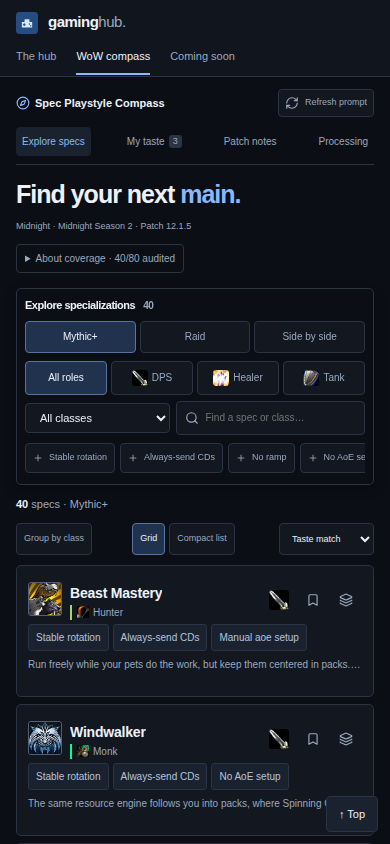 gaminghub.
The hub WoW compass Coming soon
Spec Playstyle Compass Refresh prompt
Explore specs My taste 3 Patch notes Processing
Find your next main.
Midnight · Midnight Season 2 · Patch 12.1.5
▶ About coverage · 40/80 audited
Explore specializations 40
Mythic+ Raid Side by side
All roles DPS Healer Tank
All classes Find a spec or class...
+ Stable rotation + Always-send CDs + No ramp + No AoE se
40 specs · Mythic+
Group by class Grid Compact list Taste match
Beast Mastery
Hunter
Stable rotation Always-send CDs Manual aoe setup
Run freely while your pets do the work, but keep them centered in packs....
Windwalker
Monk
Stable rotation Always-send CDs No AoE setup
The same resource engine follows you into packs, where Spinning
↑ Top